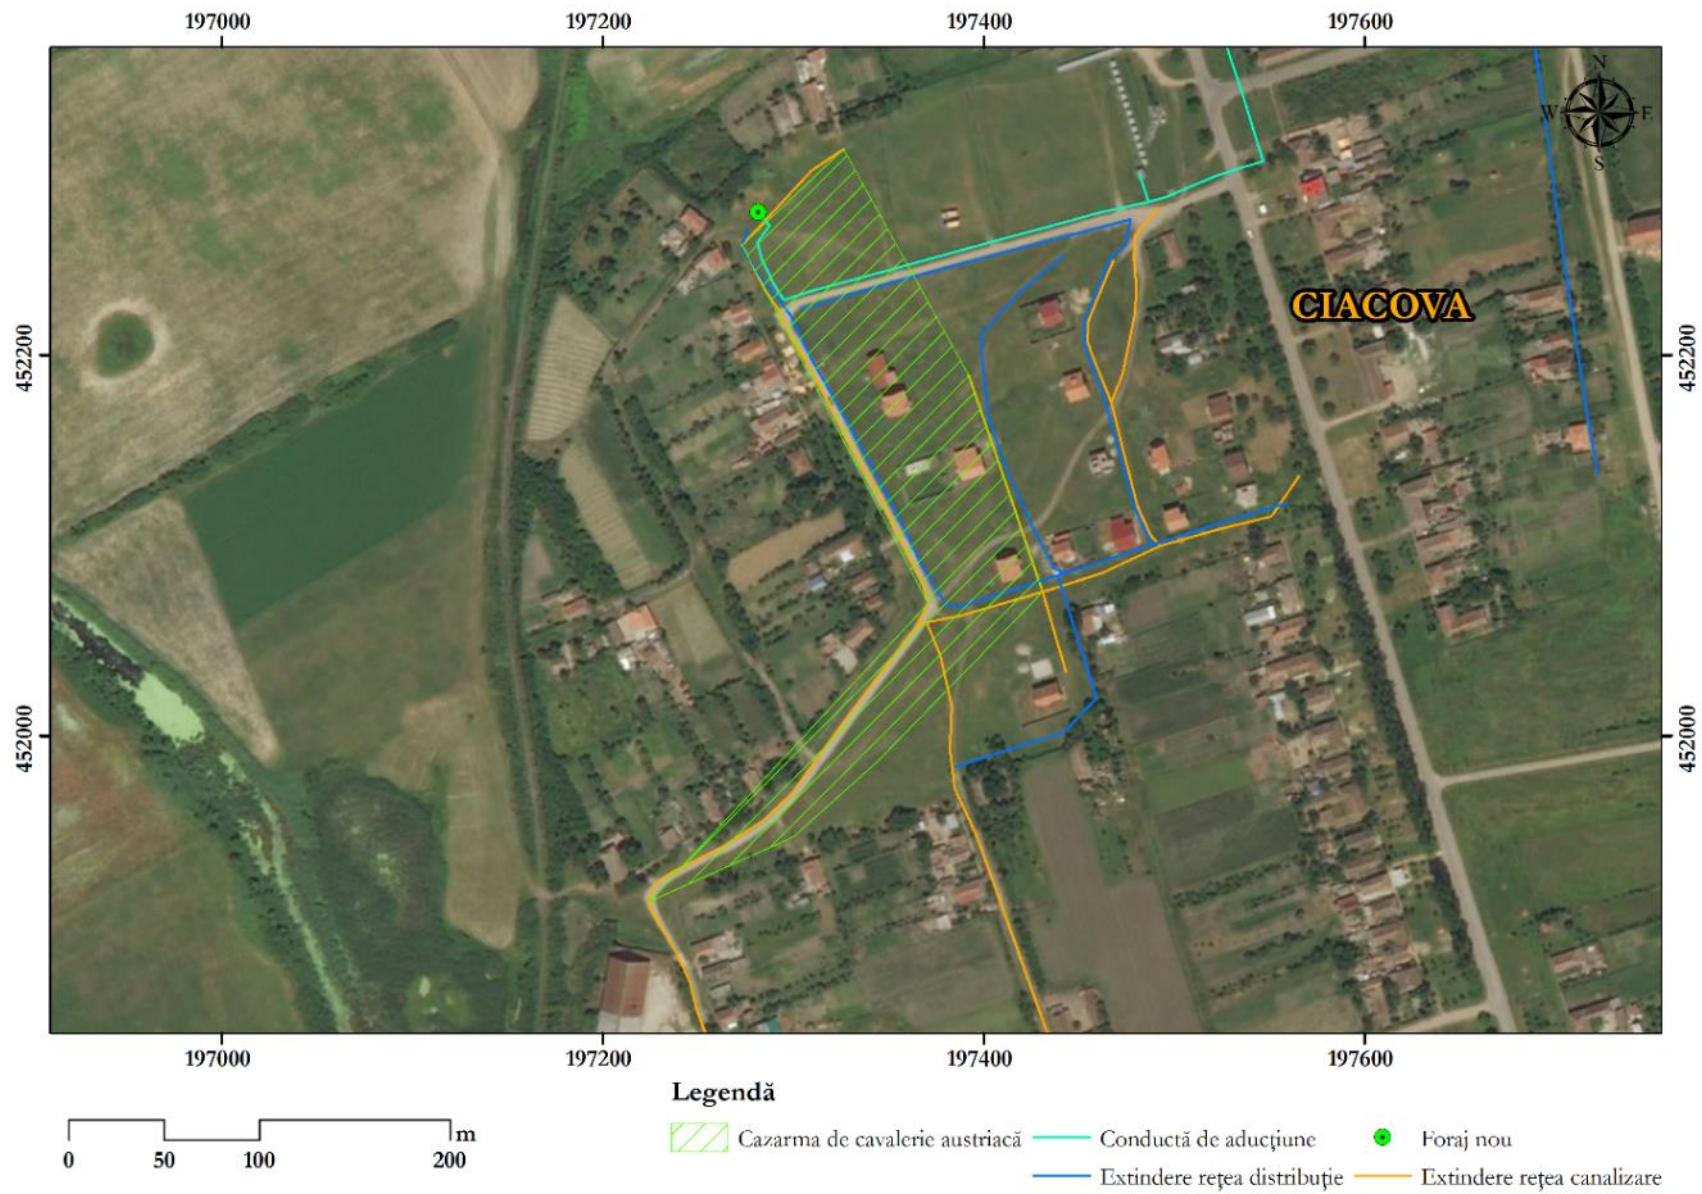 197000 197200 197400 197600
N
W E
S
CIACOVA
452200 452200
452000 452000
197000 197200 197400 197600
Legendă
Cazarma de cavalerie austriacă Conductă de aducțiune Foraj nou
Extindere rețea distribuție Extindere rețea canalizare
m
0 50 100 200